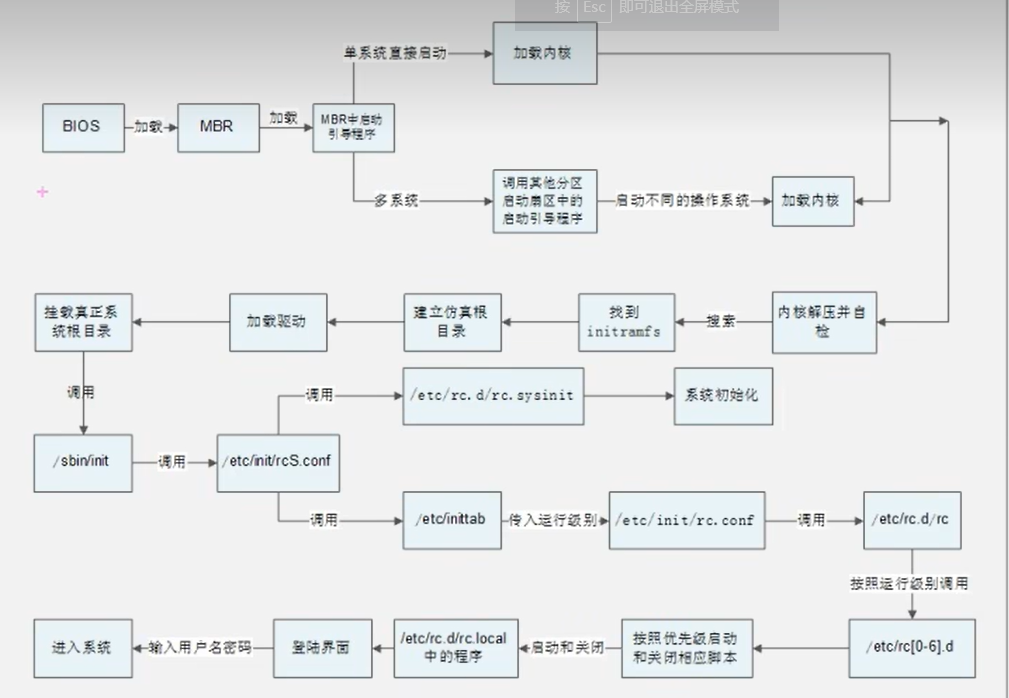 按 Esc 即可退出全屏模式
单系统直接启动
加载内核
BIOS
加载
MBR
加载
MBR中启动
引导程序
多系统
调用其他分区
启动扇区中的
启动引导程序
启动不同的操作系统
加载内核
挂载真正系
统根目录
加载驱动
建立仿真根
目录
找到
initramfs
搜索
内核解压并自
检
调用
调用
/etc/rc.d/rc.sysinit
系统初始化
/sbin/init
调用
/etc/init/rcS.conf
调用
/etc/inittab
传入运行级别
/etc/init/rc.conf
调用
/etc/rc.d/rc
按照运行级别调用
进入系统
输入用户名密码
登陆界面
/etc/rc.d/rc.local
中的程序
启动和关闭
按照优先级启动
和关闭相应脚本
/etc/rc[0-6].d